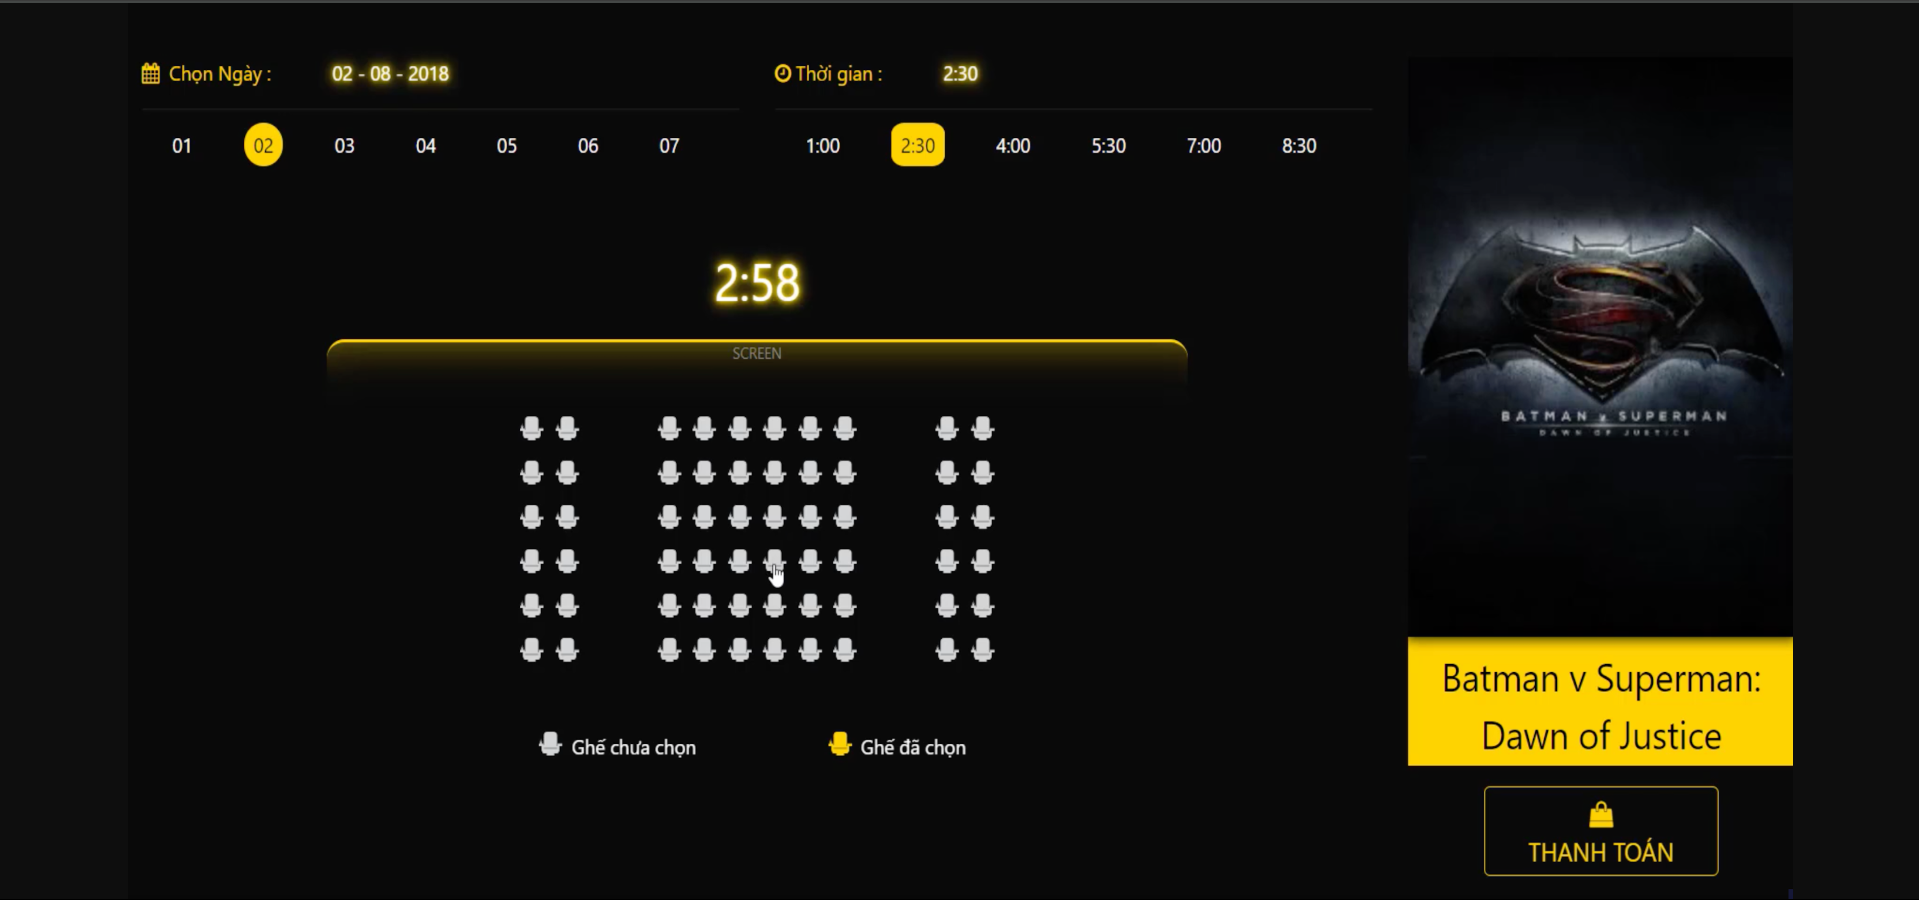 Chọn Ngày : 02 - 08 - 2018
Thời gian : 2:30
01 02 03 04 05 06 07
1:00 2:30 4:00 5:30 7:00 8:30
2:58
SCREEN
Ghế chưa chọn
Ghế đã chọn
BATMAN v SUPERMAN
DAWN OF JUSTICE
Batman v Superman:
Dawn of Justice
THANH TOÁN